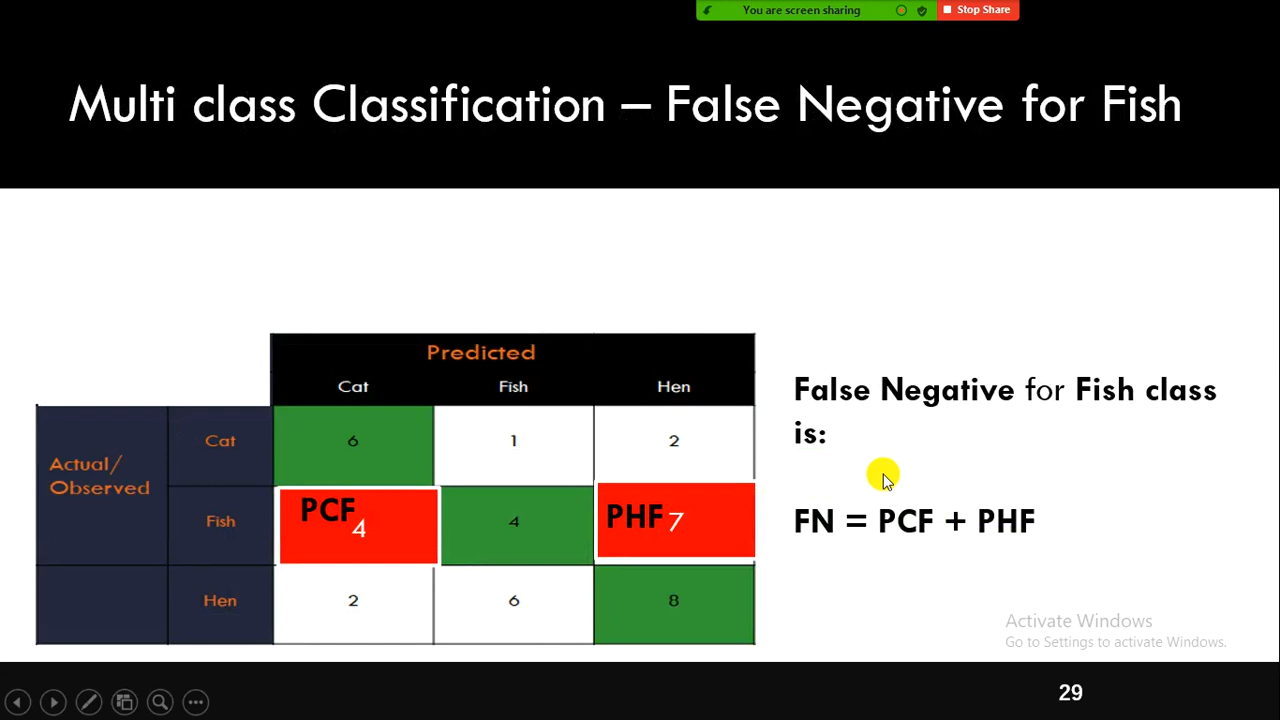 You are screen sharing
Stop Share
Multi class Classification – False Negative for Fish
Predicted
Cat Fish Hen
Actual/
Observed
Cat 6 1 2
Fish PCF 4 4 PHF 7
Hen 2 6 8
False Negative for Fish class
is:
FN = PCF + PHF
Activate Windows
Go to Settings to activate Windows.
29